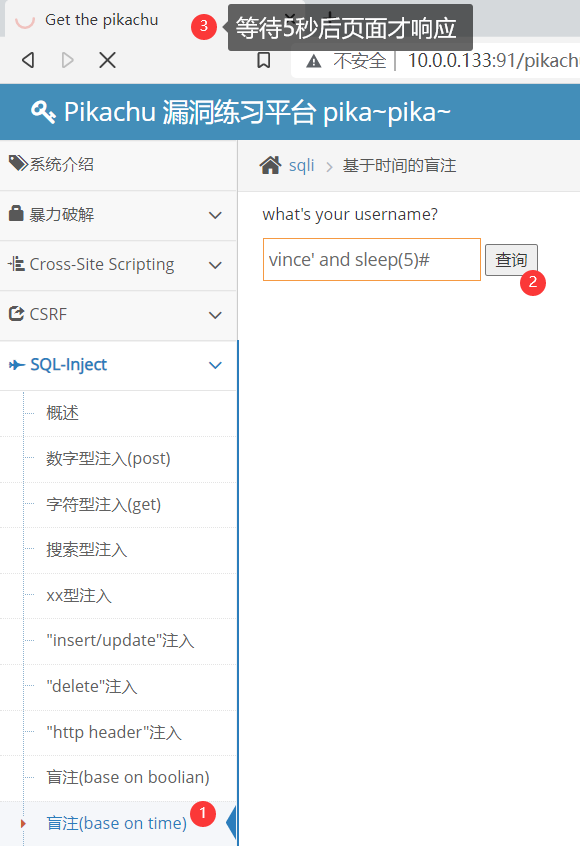 Get the pikachu
3
等待5秒后页面才响应
不安全 | 10.0.0.133:91/pikach
Pikachu 漏洞练习平台 pika~pika~
系统介绍
sqli > 基于时间的盲注
暴力破解
what's your username?
Cross-Site Scripting
vince' and sleep(5)#
查询
2
CSRF
SQL-Inject
概述
数字型注入(post)
字符型注入(get)
搜索型注入
xx型注入
"insert/update"注入
"delete"注入
"http header"注入
盲注(base on boolian)
盲注(base on time)
1